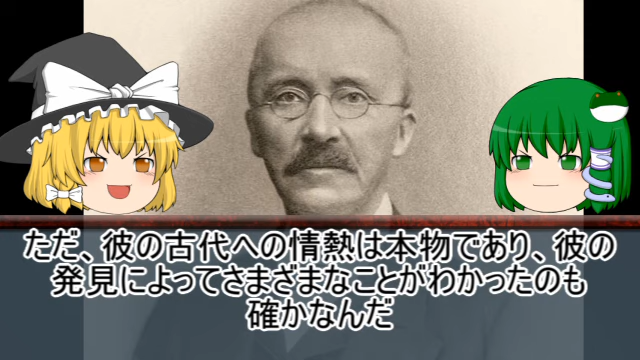 ただ、彼の古代への情熱は本物であり、彼の
発見によってさまざまなことがわかったのも
確かなんだ